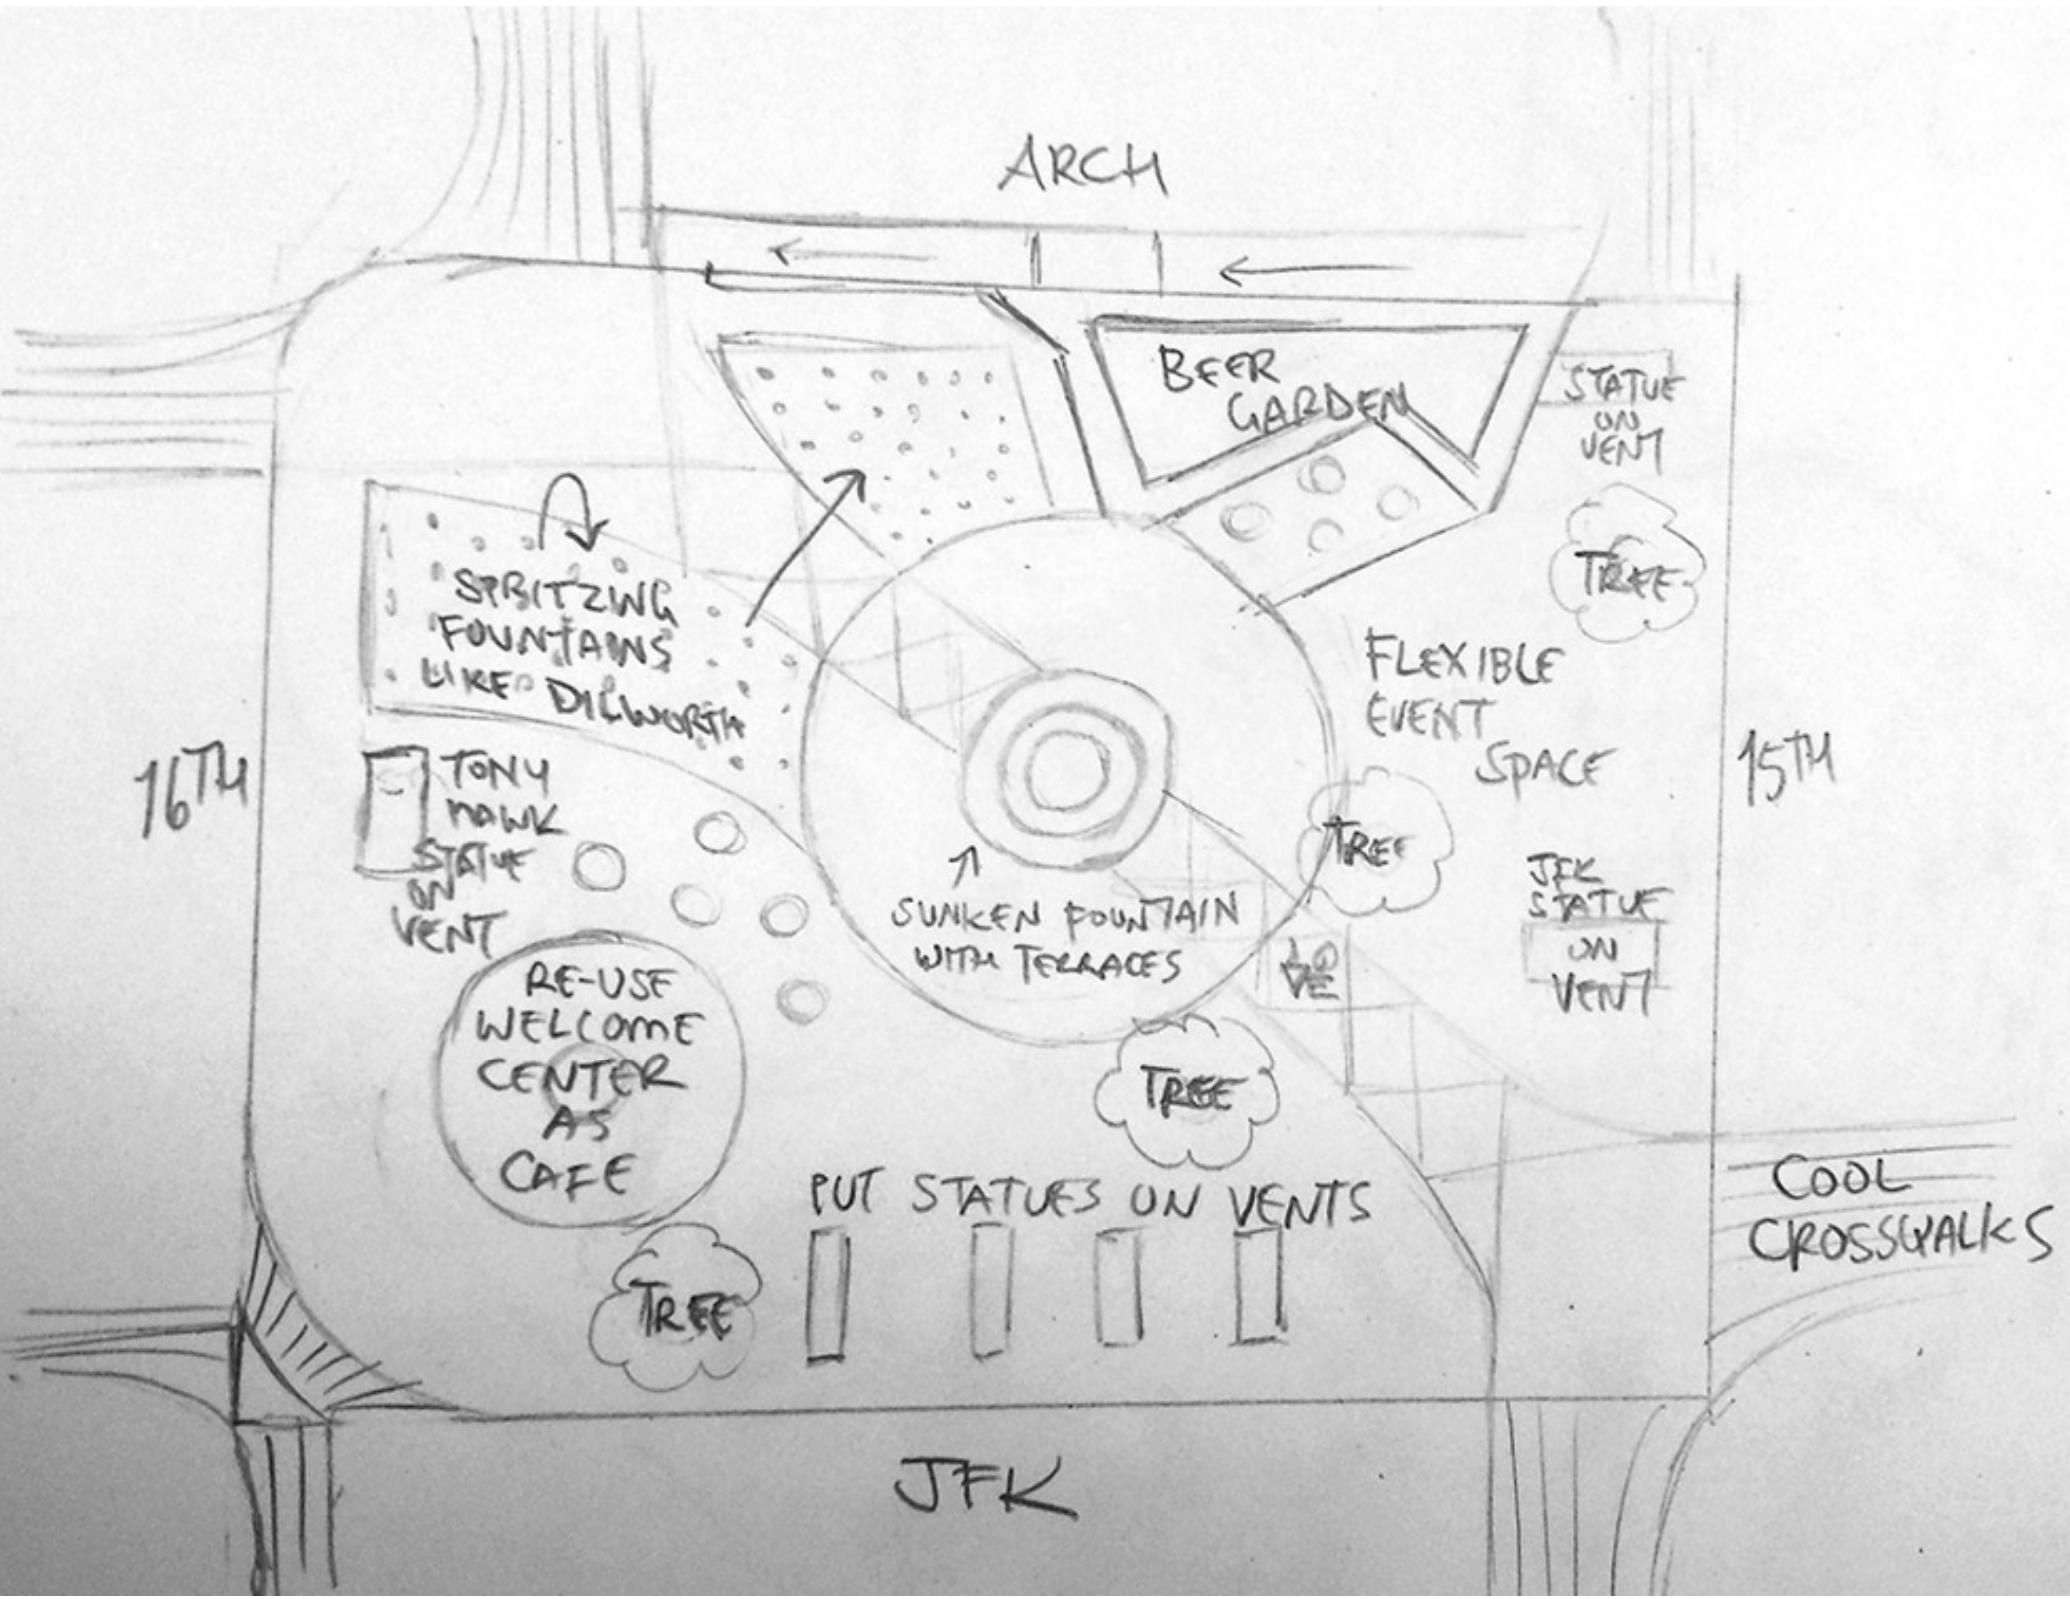 ARCH
BEER
GARDEN
STATUE
ON
VENT
TREE
SPRITZING
FOUNTAINS
LIKE DILWORTH
FLEXIBLE
EVENT
SPACE
16TH
15TH
TONY
HAWK
STATUE
ON
VENT
TREE
JFK
STATUE
ON
VENT
SUNKEN FOUNTAIN
WITH TERRACES
LO
VE
RE-USE
WELCOME
CENTER
AS
CAFE
TREE
PUT STATUES ON VENTS
TREE
COOL
CROSSWALKS
JFK